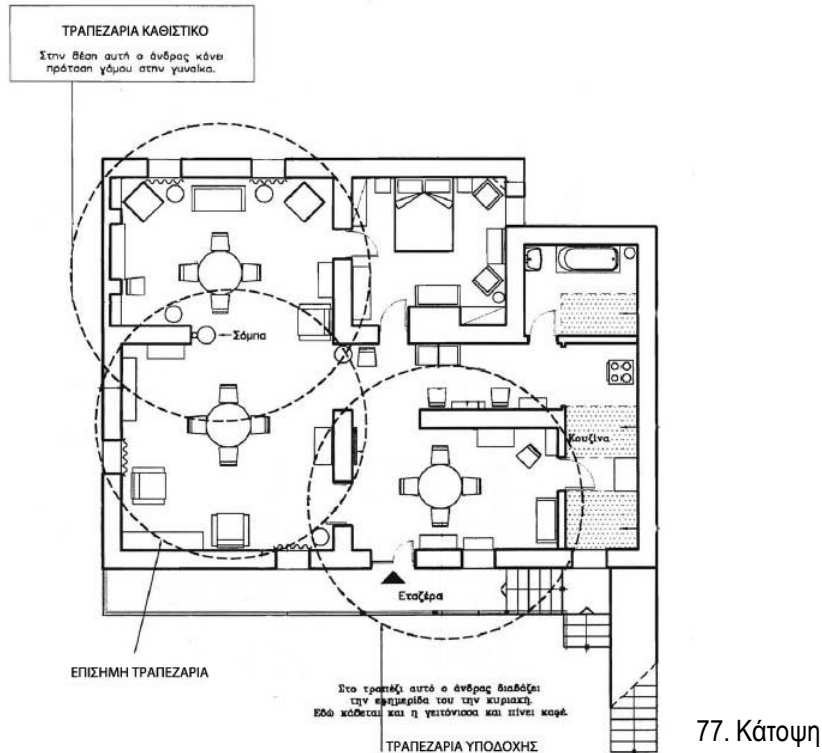 ΤΡΑΠΕΖΑΡΙΑ ΚΑΘΙΣΤΙΚΟ
Στην θέση αυτή ο άνδρας κάνει
πρόταση γάμου στην γυναίκα.
Σόμπα
Κουζίνα
Εταζέρα
ΕΠΙΣΗΜΗ ΤΡΑΠΕΖΑΡΙΑ
Στο τραπέζι αυτό ο άνδρας διαβάζει
την εφημερίδα του την κυριακή.
Εδώ κάθεται και η γειτόνισσα και πίνει καφέ.
ΤΡΑΠΕΖΑΡΙΑ ΥΠΟΔΟΧΗΣ
77. Κάτοψη